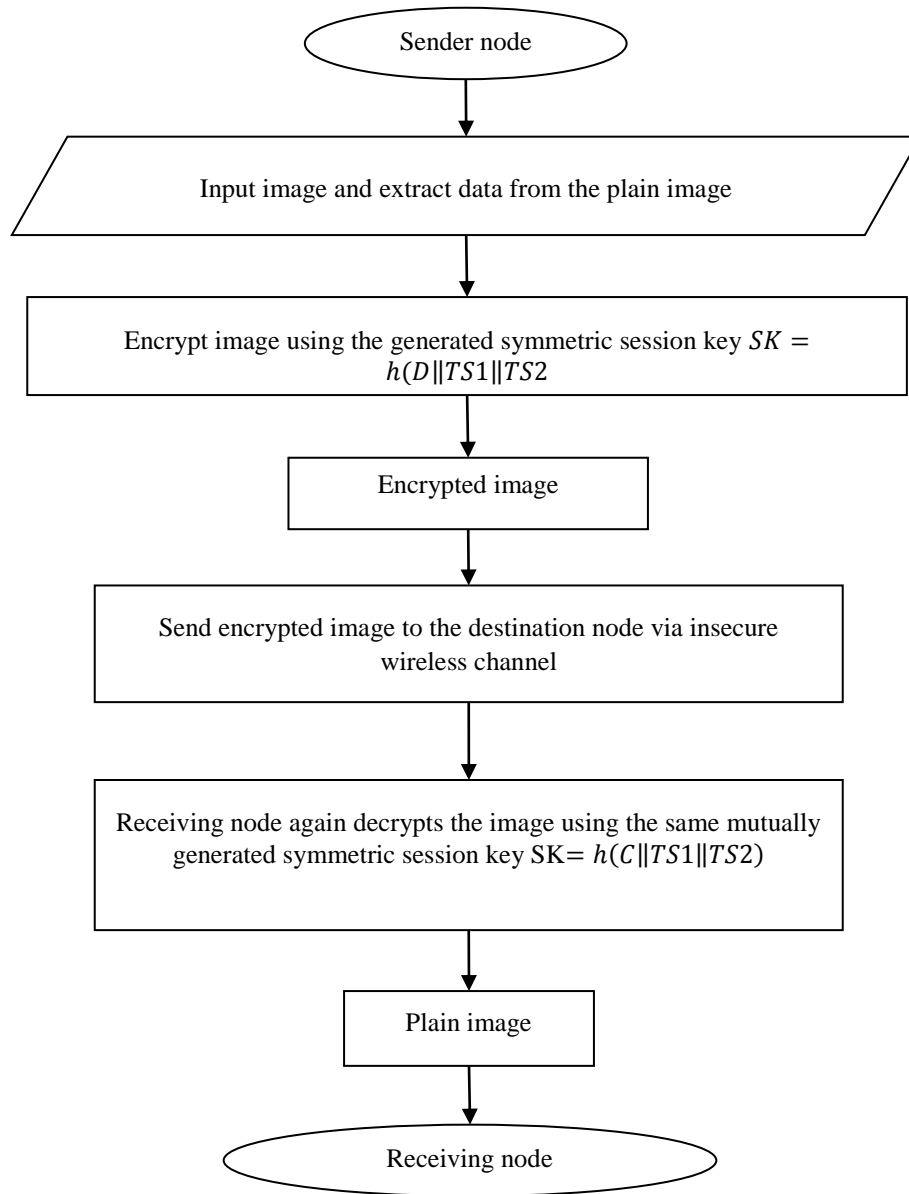 Sender node
Input image and extract data from the plain image
Encrypt image using the generated symmetric session key SK =
h(D‖TS1‖TS2
Encrypted image
Send encrypted image to the destination node via insecure
wireless channel
Receiving node again decrypts the image using the same mutually
generated symmetric session key SK= h(C‖TS1‖TS2)
Plain image
Receiving node